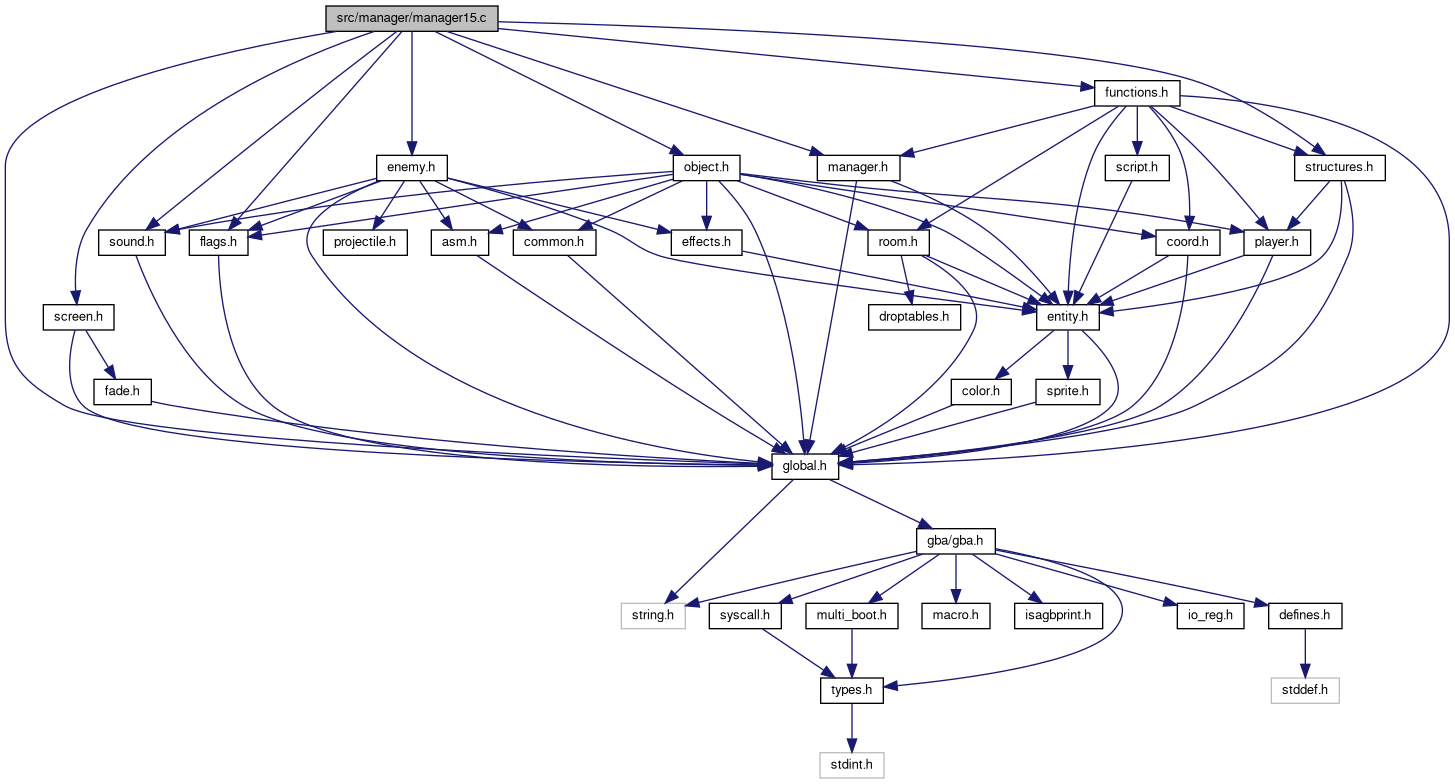 src/manager/manager15.c
functions.h
enemy.h
object.h
manager.h
script.h
structures.h
sound.h
flags.h
projectile.h
asm.h
common.h
effects.h
room.h
coord.h
player.h
screen.h
droptables.h
entity.h
fade.h
color.h
sprite.h
global.h
gba/gba.h
string.h
syscall.h
multi_boot.h
macro.h
isagbprint.h
io_reg.h
defines.h
types.h
stddef.h
stdint.h